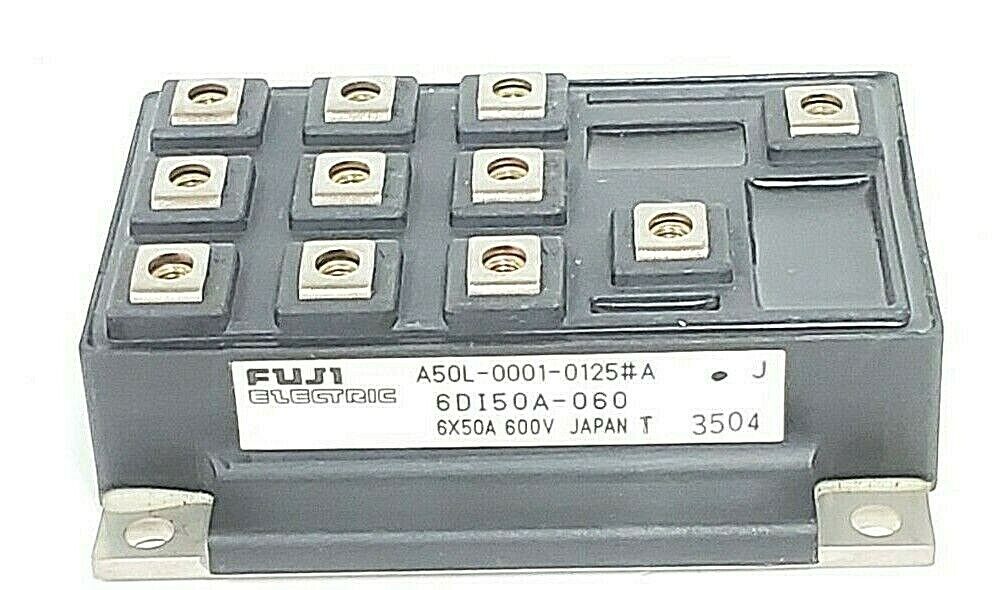 FUJI A50L-0001-0125#A • J
ELECTRIC 6DI50A-060
6X50A 600V JAPAN T 3504